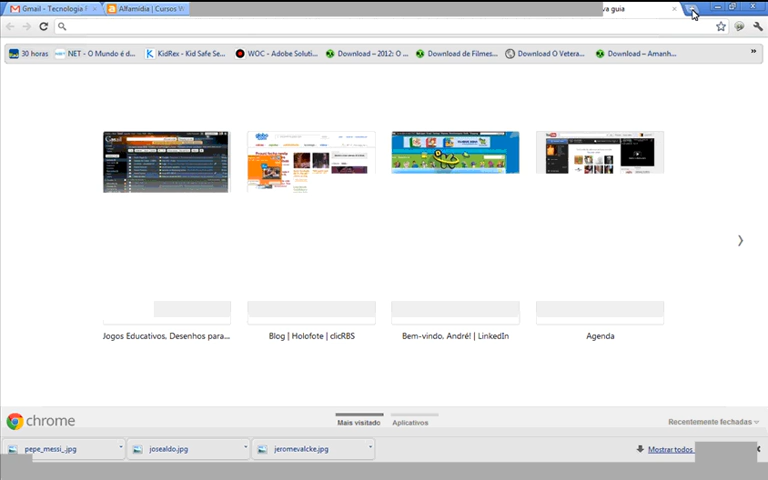 Gmail - Tecnologia F
Alfamídia | Cursos W
va guia
30 horas
NET - O Mundo é d...
KidRex - Kid Safe Se...
WOC - Adobe Soluti...
Download – 2012: O ...
Download de Filmes...
Download O Vetera...
Download – Amanh...
»
Jogos Educativos, Desenhos para...
Blog | Holofote | clicRBS
Bem-vindo, André! | LinkedIn
Agenda
chrome
Mais visitado
Aplicativos
Recentemente fechadas
pepe_messi_.jpg
josealdo.jpg
jeromevalcke.jpg
Mostrar todos